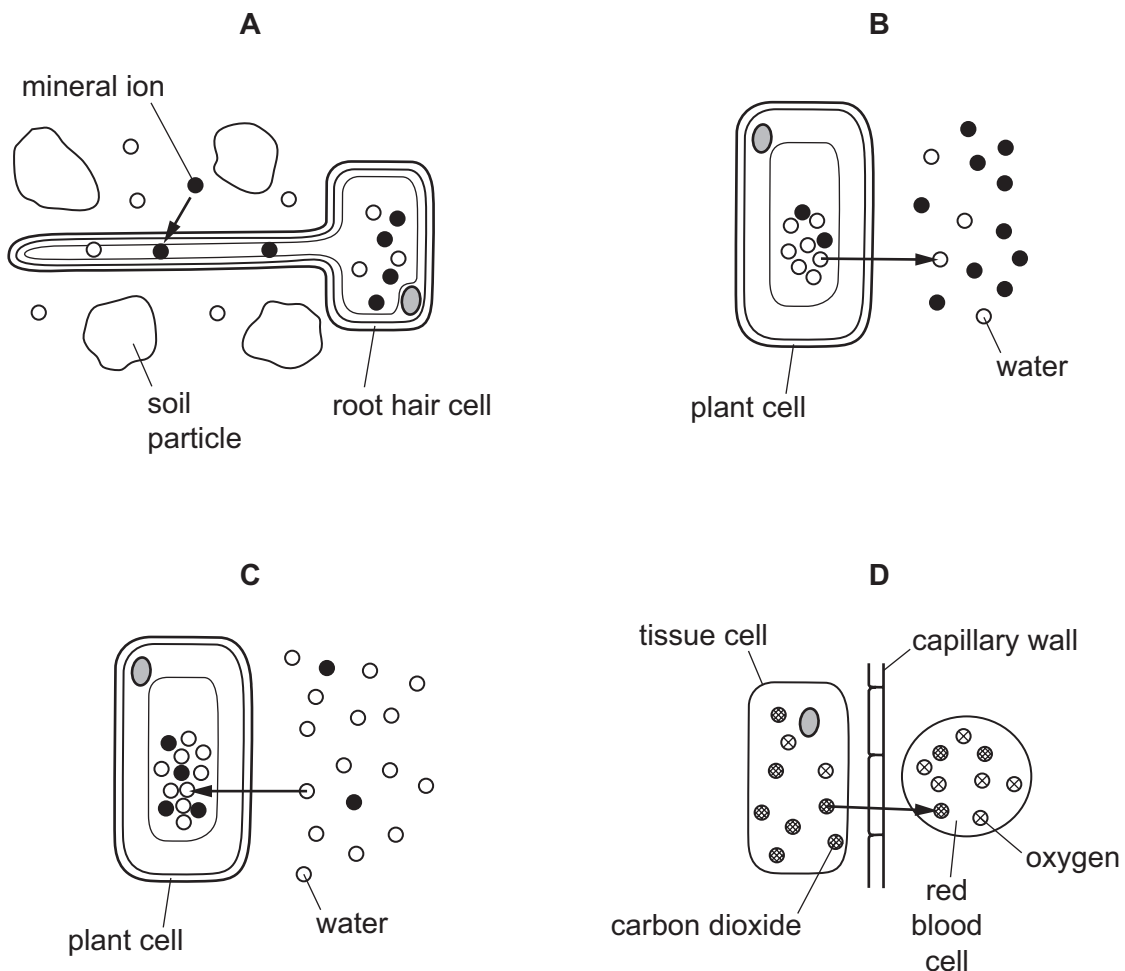 A
mineral ion
soil
particle
root hair cell
B
plant cell
water
C
plant cell
water
D
tissue cell
capillary wall
carbon dioxide
red
blood
cell
oxygen